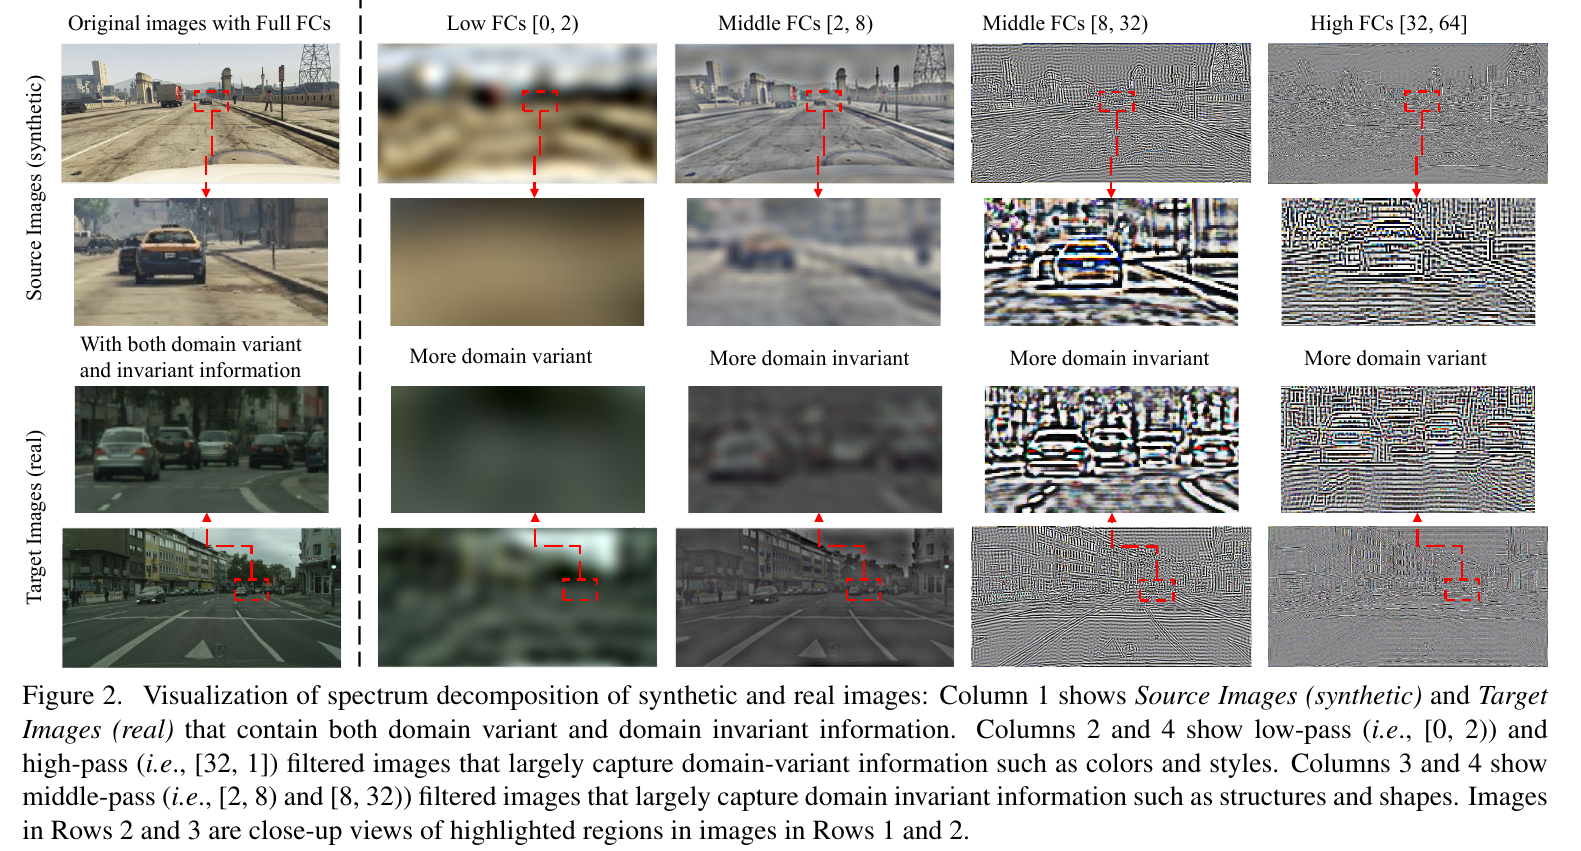 Original images with Full FCs
Low FCs [0, 2)
Middle FCs [2, 8)
Middle FCs [8, 32)
High FCs [32, 64]
Source Images (synthetic)
With both domain variant
and invariant information
More domain variant
More domain invariant
More domain invariant
More domain variant
Target Images (real)
Figure 2. Visualization of spectrum decomposition of synthetic and real images: Column 1 shows Source Images (synthetic) and Target
Images (real) that contain both domain variant and domain invariant information. Columns 2 and 4 show low-pass (i.e., [0, 2)) and
high-pass (i.e., [32, 1]) filtered images that largely capture domain-variant information such as colors and styles. Columns 3 and 4 show
middle-pass (i.e., [2, 8) and [8, 32)) filtered images that largely capture domain invariant information such as structures and shapes. Images
in Rows 2 and 3 are close-up views of highlighted regions in images in Rows 1 and 2.